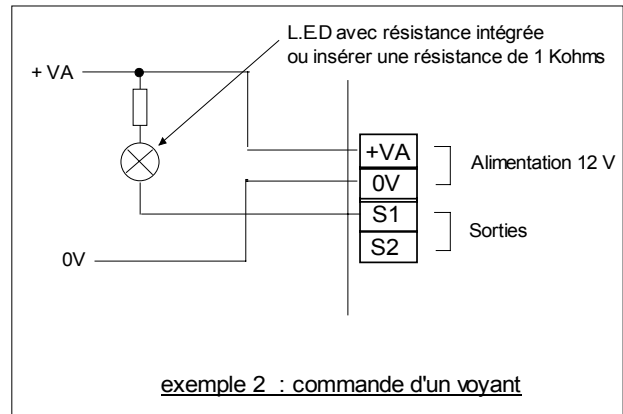 L.E.D avec résistance intégrée
ou insérer une résistance de 1 Kohms
+ VA
+VA
Alimentation 12 V
0V
S1
Sorties
S2
0V
exemple 2 : commande d'un voyant